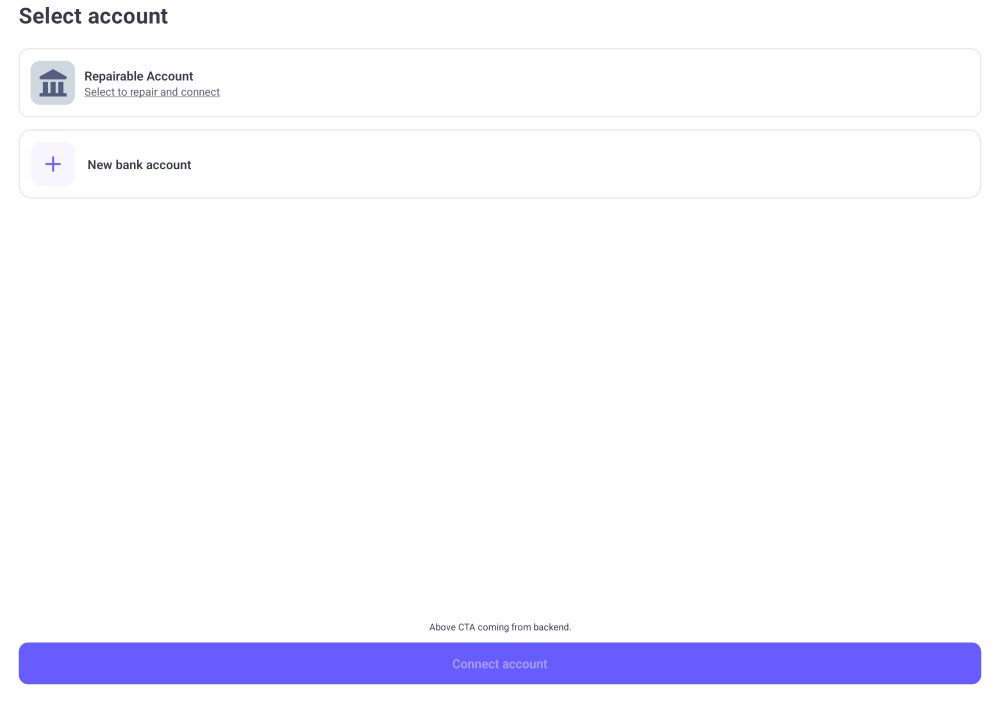 Select account
Repairable Account
Select to repair and connect
New bank account
Above CTA coming from backend.
Connect account